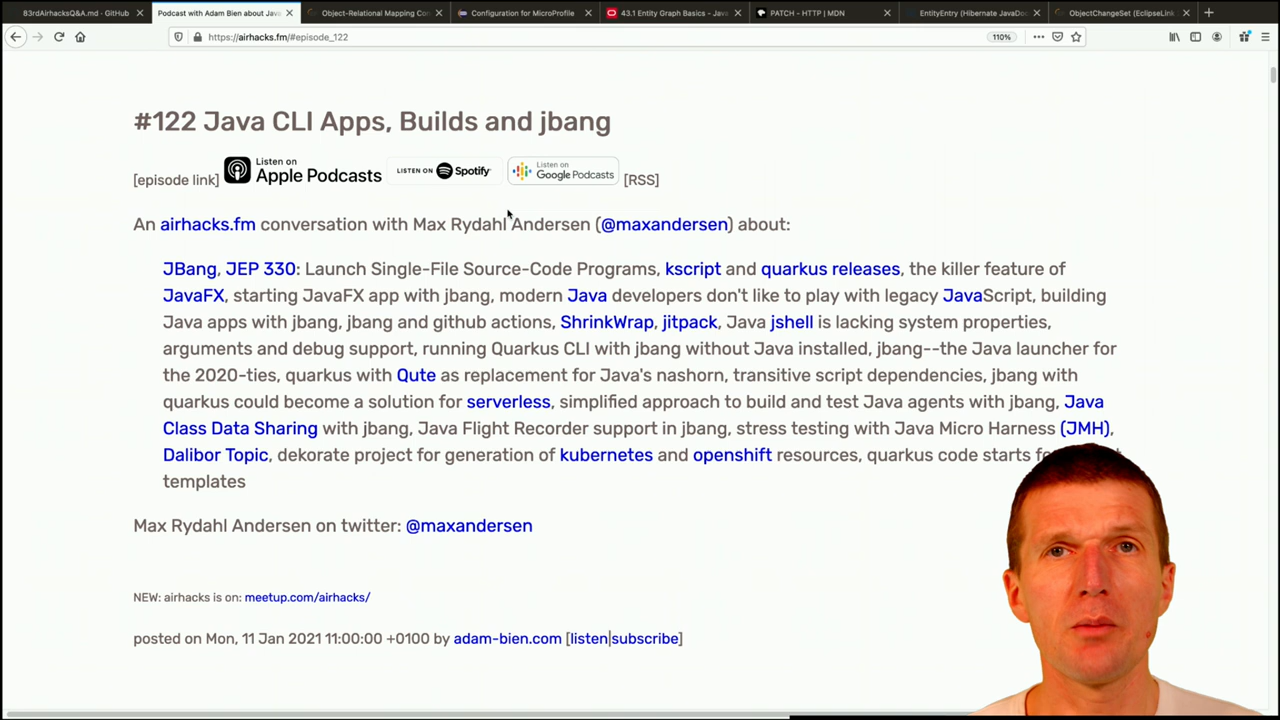 83rdAirhacksQ&A.md · GitHub
Podcast with Adam Bien about Java
Object-Relational Mapping Con
Configuration for MicroProfile
43.1 Entity Graph Basics - Java
PATCH - HTTP | MDN
EntityEntry (Hibernate JavaDoc
ObjectChangeSet (EclipseLink
https://airhacks.fm/#episode_122
110%
#122 Java CLI Apps, Builds and jbang
[episode link] Listen on Apple Podcasts LISTEN ON Spotify Listen on Google Podcasts [RSS]
An airhacks.fm conversation with Max Rydahl Andersen (@maxandersen) about:
JBang, JEP 330: Launch Single-File Source-Code Programs, kscript and quarkus releases, the killer feature of
JavaFX, starting JavaFX app with jbang, modern Java developers don't like to play with legacy JavaScript, building
Java apps with jbang, jbang and github actions, ShrinkWrap, jitpack, Java jshell is lacking system properties,
arguments and debug support, running Quarkus CLI with jbang without Java installed, jbang--the Java launcher for
the 2020-ties, quarkus with Qute as replacement for Java's nashorn, transitive script dependencies, jbang with
quarkus could become a solution for serverless, simplified approach to build and test Java agents with jbang, Java
Class Data Sharing with jbang, Java Flight Recorder support in jbang, stress testing with Java Micro Harness (JMH),
Dalibor Topic, dekorate project for generation of kubernetes and openshift resources, quarkus code starts
templates
Max Rydahl Andersen on twitter: @maxandersen
NEW: airhacks is on: meetup.com/airhacks/
posted on Mon, 11 Jan 2021 11:00:00 +0100 by adam-bien.com [listen|subscribe]